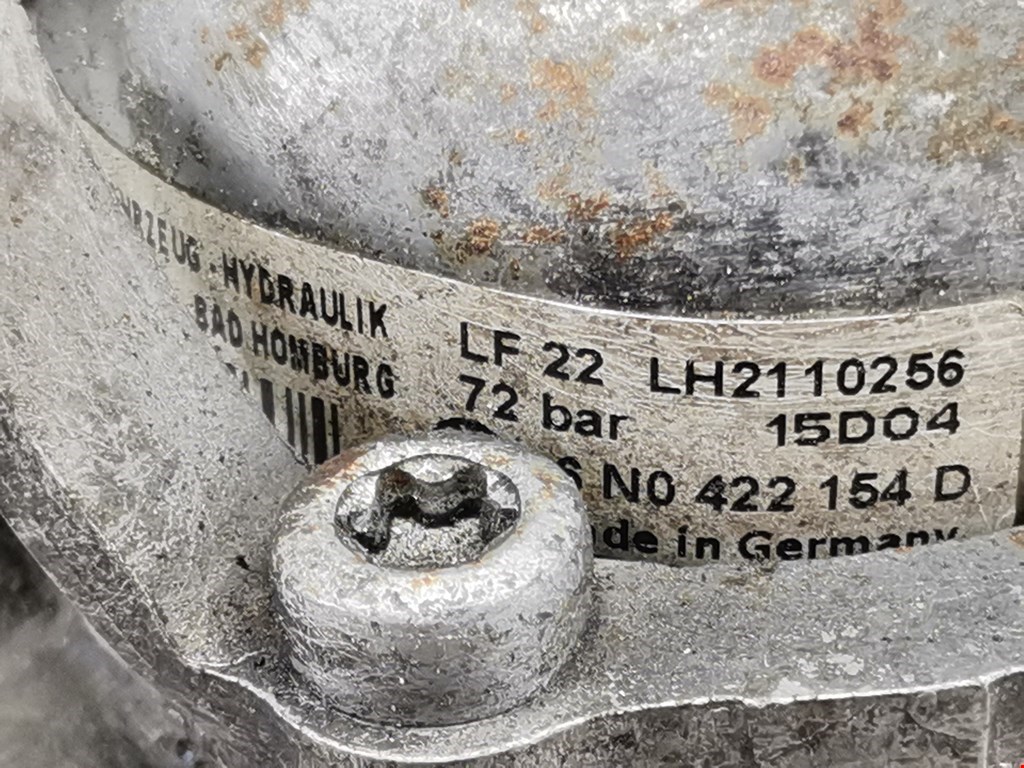 HYDRAULIK
BAD HOMBURG
LF 22 LH2110256
72 bar 15D04
N0 422 154 D
in Germany